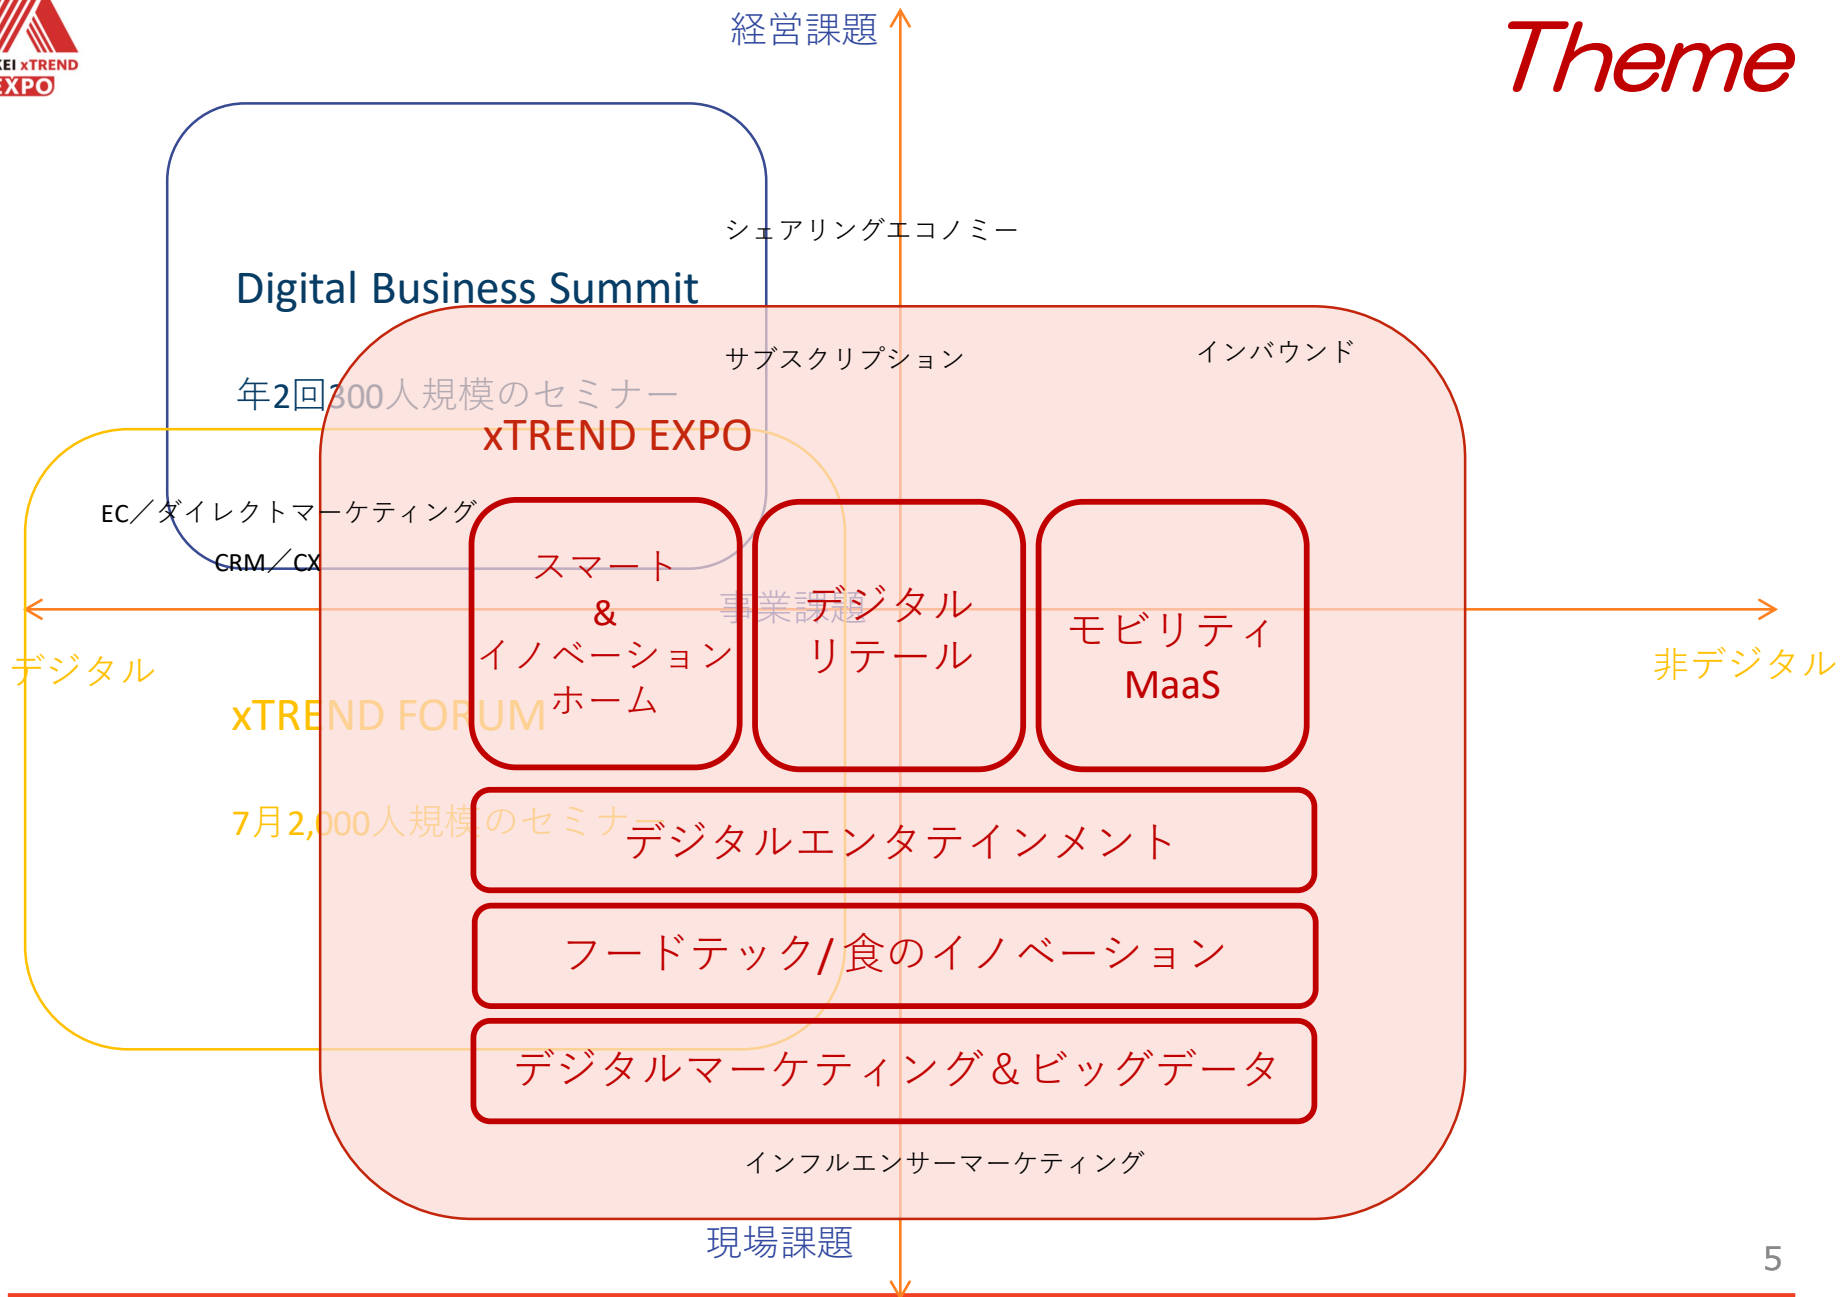 KEI xTREND
EXPO
Theme
経営課題
シェアリングエコノミー
Digital Business Summit
サブスクリプション
インバウンド
年2回300人規模のセミナー
xTREND EXPO
EC／ダイレクトマーケティング
CRM／CX
スマート
&
イノベーション
ホーム
事業課題
デジタル
リテール
モビリティ
MaaS
デジタル
非デジタル
xTREND FORUM
7月2,000人規模のセミナー
デジタルエンタテインメント
フードテック/食のイノベーション
デジタルマーケティング＆ビッグデータ
インフルエンサーマーケティング
現場課題
5